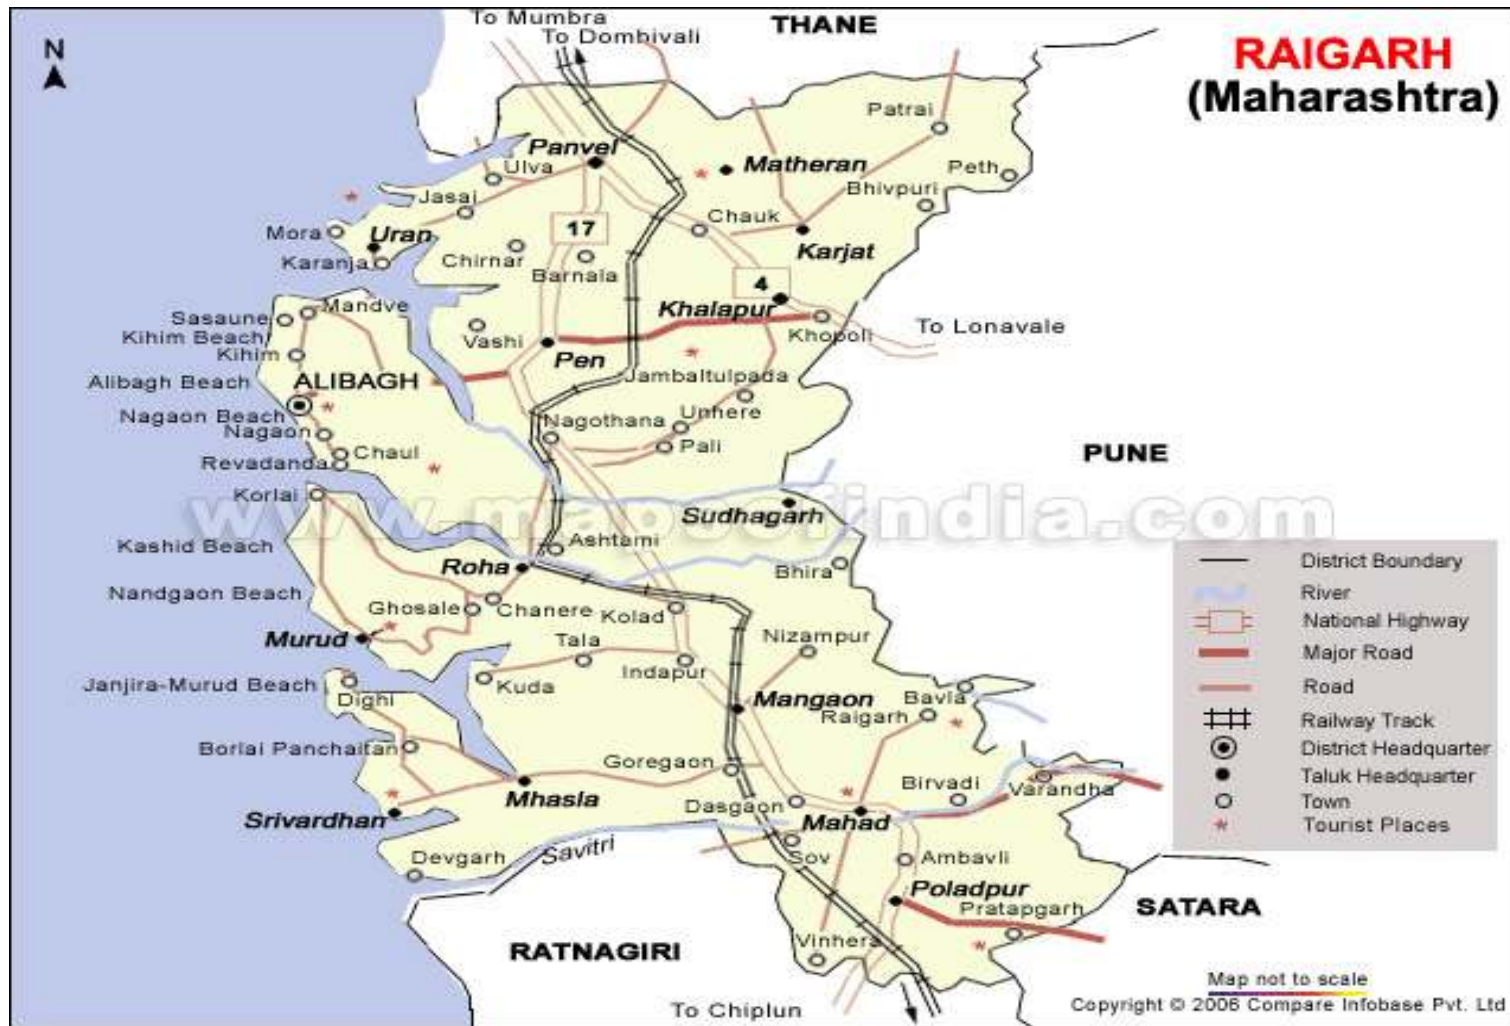 To Mumbra
To Dombivali
THANE
RAIGARH
(Maharashtra)
N
Patrai
Panvel
Matheran
Peth
Ulva
Jasai
Bhivpuri
Mora
Uran
17
Chauk
Karjat
Karanja
Chirnar
Barnala
4
Sasaune
Mandve
Khalapur
Khopoli
To Lonavale
Kihim Beach
Kihim
Vashi
Pen
Alibagh Beach
ALIBAGH
Jambaltulpada
Nagaon Beach
Nagaon
Nagothana
Unhere
Chaul
Pali
PUNE
Revadanda
Korlai
www.mapsofindia.com
Sudhagarh
Kashid Beach
Ashtami
Roha
Bhira
Nandgaon Beach
Ghosale
Chanere
Kolad
Murud
Tala
Nizampur
Janjira-Murud Beach
Kuda
Indapur
Dighi
Mangaon
Bavla
Raigarh
Borlai Panchaitan
Goregaon
Birvadi
Varandha
Mhasla
Dasgaon
Srivardhan
Mahad
Devgarh
Savitri
Sov
Ambavli
Poladpur
Pratapgarh
SATARA
RATNAGIRI
Vinhera
To Chiplun
District Boundary
River
National Highway
Major Road
Road
Railway Track
District Headquarter
Taluk Headquarter
Town
Tourist Places
Map not to scale
Copyright © 2006 Compare Infobase Pvt. Ltd